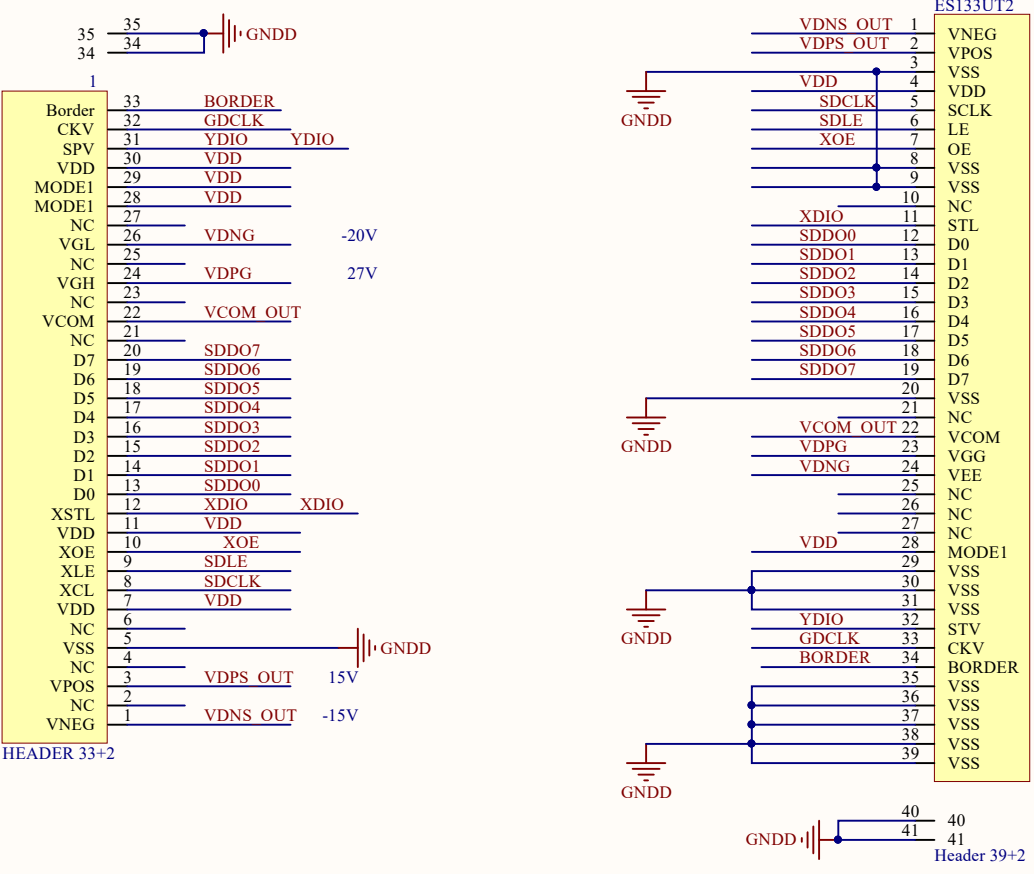 35 35 GNDD
34 34
1
Border 33 BORDER
CKV 32 GDCLK
SPV 31 YDIO YDIO
VDD 30 VDD
MODE1 29 VDD
MODE1 28 VDD
NC 27
VGL 26 VDNG -20V
NC 25
VGH 24 VDPG 27V
NC 23
VCOM 22 VCOM_OUT
NC 21
D7 20 SDDO7
D6 19 SDDO6
D5 18 SDDO5
D4 17 SDDO4
D3 16 SDDO3
D2 15 SDDO2
D1 14 SDDO1
D0 13 SDDO0
XSTL 12 XDIO XDIO
VDD 11 VDD
XOE 10 XOE
XLE 9 SDLE
XCL 8 SDCLK
VDD 7 VDD
NC 6
VSS 5 GNDD
NC 4
VPOS 3 VDPS_OUT 15V
NC 2
VNEG 1 VDNS_OUT -15V
HEADER 33+2
ES133UT2
VDNS_OUT 1 VNEG
VDPS_OUT 2 VPOS
3 VSS
VDD 4 VDD
SDCLK 5 SCLK
GNDD
SDLE 6 LE
XOE 7 OE
8 VSS
9 VSS
10 NC
XDIO 11 STL
SDDO0 12 D0
SDDO1 13 D1
SDDO2 14 D2
SDDO3 15 D3
SDDO4 16 D4
SDDO5 17 D5
SDDO6 18 D6
SDDO7 19 D7
20 VSS
21 NC
VCOM_OUT 22 VCOM
GNDD
VDPG 23 VGG
VDNG 24 VEE
25 NC
26 NC
27 NC
VDD 28 MODE1
29 VSS
30 VSS
31 VSS
YDIO 32 STV
GNDD
GDCLK 33 CKV
BORDER 34 BORDER
35 VSS
36 VSS
37 VSS
38 VSS
39 VSS
GNDD
40 40
GNDD 41 41
Header 39+2